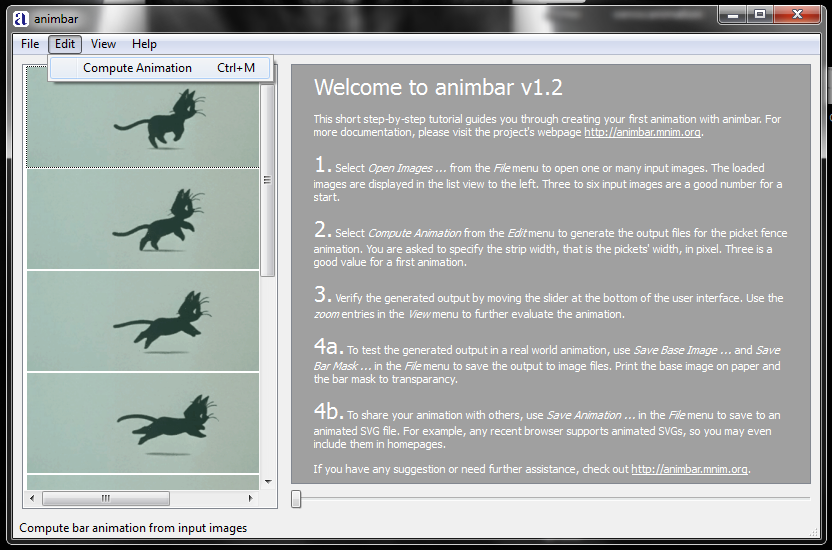 animbar
File Edit View Help
Compute Animation Ctrl+M
Welcome to animbar v1.2
This short step-by-step tutorial guides you through creating your first animation with animbar. For
more documentation, please visit the project's webpage http://animbar.mnim.org.
1. Select Open Images ... from the File menu to open one or many input images. The loaded
images are displayed in the list view to the left. Three to six input images are a good number for a
start.
2. Select Compute Animation from the Edit menu to generate the output files for the picket fence
animation. You are asked to specify the strip width, that is the pickets' width, in pixel. Three is a
good value for a first animation.
3. Verify the generated output by moving the slider at the bottom of the user interface. Use the
zoom entries in the View menu to further evaluate the animation.
4a. To test the generated output in a real world animation, use Save Base Image ... and Save
Bar Mask ... in the File menu to save the output to image files. Print the base image on paper and
the bar mask to transparancy.
4b. To share your animation with others, use Save Animation ... in the File menu to save to an
animated SVG file. For example, any recent browser supports animated SVGs, so you may even
include them in homepages.
If you have any suggestion or need further assistance, check out http://animbar.mnim.org.
Compute bar animation from input images